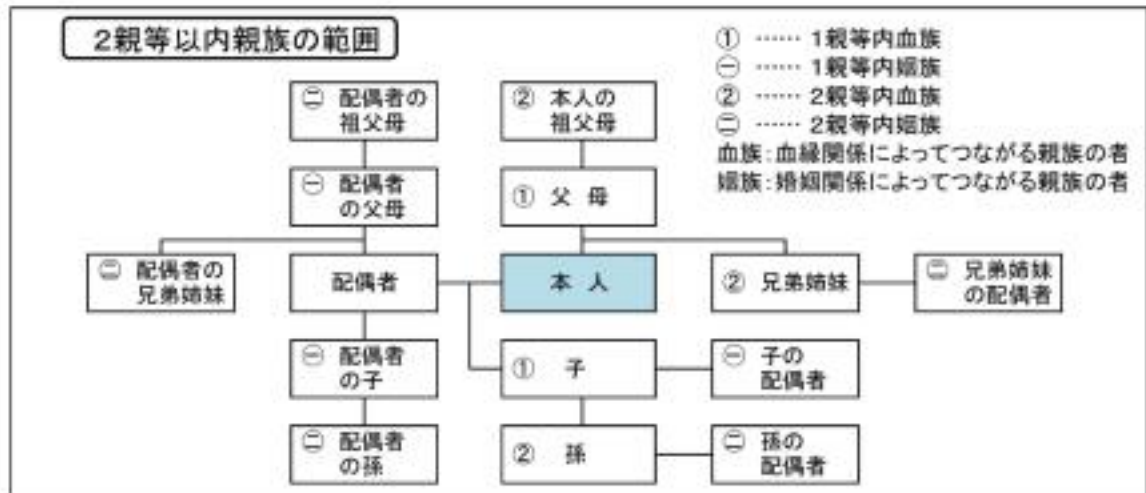 2親等以内親族の範囲
① …… 1親等内血族
㊀ …… 1親等内姻族
② …… 2親等内血族
㊁ …… 2親等内姻族
血族：血縁関係によってつながる親族の者
姻族：婚姻関係によってつながる親族の者
㊁ 配偶者の
祖父母
② 本人の
祖父母
㊀ 配偶者
の父母
① 父 母
㊁ 配偶者の
兄弟姉妹
配偶者
本 人
② 兄弟姉妹
㊁ 兄弟姉妹
の配偶者
㊀ 配偶者
の子
① 子
㊀ 子の
配偶者
㊁ 配偶者
の孫
② 孫
㊁ 孫の
配偶者